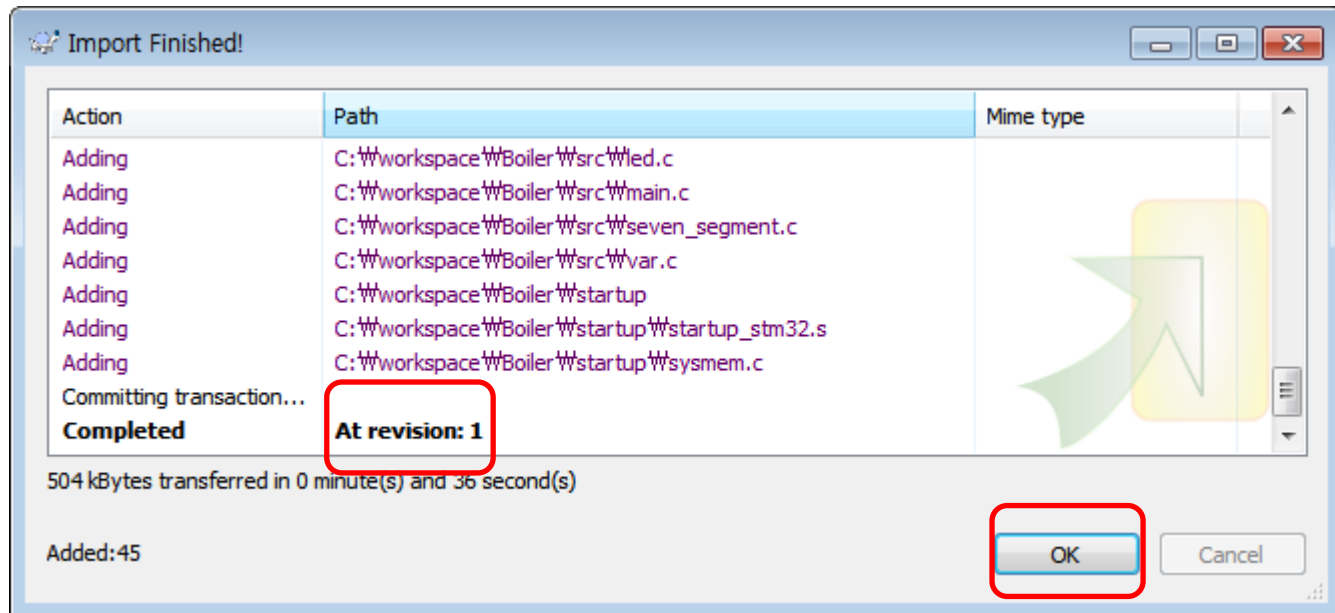 Import Finished!
Action Path Mime type
Adding C:₩workspace₩Boiler₩src₩led.c
Adding C:₩workspace₩Boiler₩src₩main.c
Adding C:₩workspace₩Boiler₩src₩seven_segment.c
Adding C:₩workspace₩Boiler₩src₩var.c
Adding C:₩workspace₩Boiler₩startup
Adding C:₩workspace₩Boiler₩startup₩startup_stm32.s
Adding C:₩workspace₩Boiler₩startup₩sysmem.c
Committing transaction...
Completed At revision: 1
504 kBytes transferred in 0 minute(s) and 36 second(s)
Added:45 OK Cancel